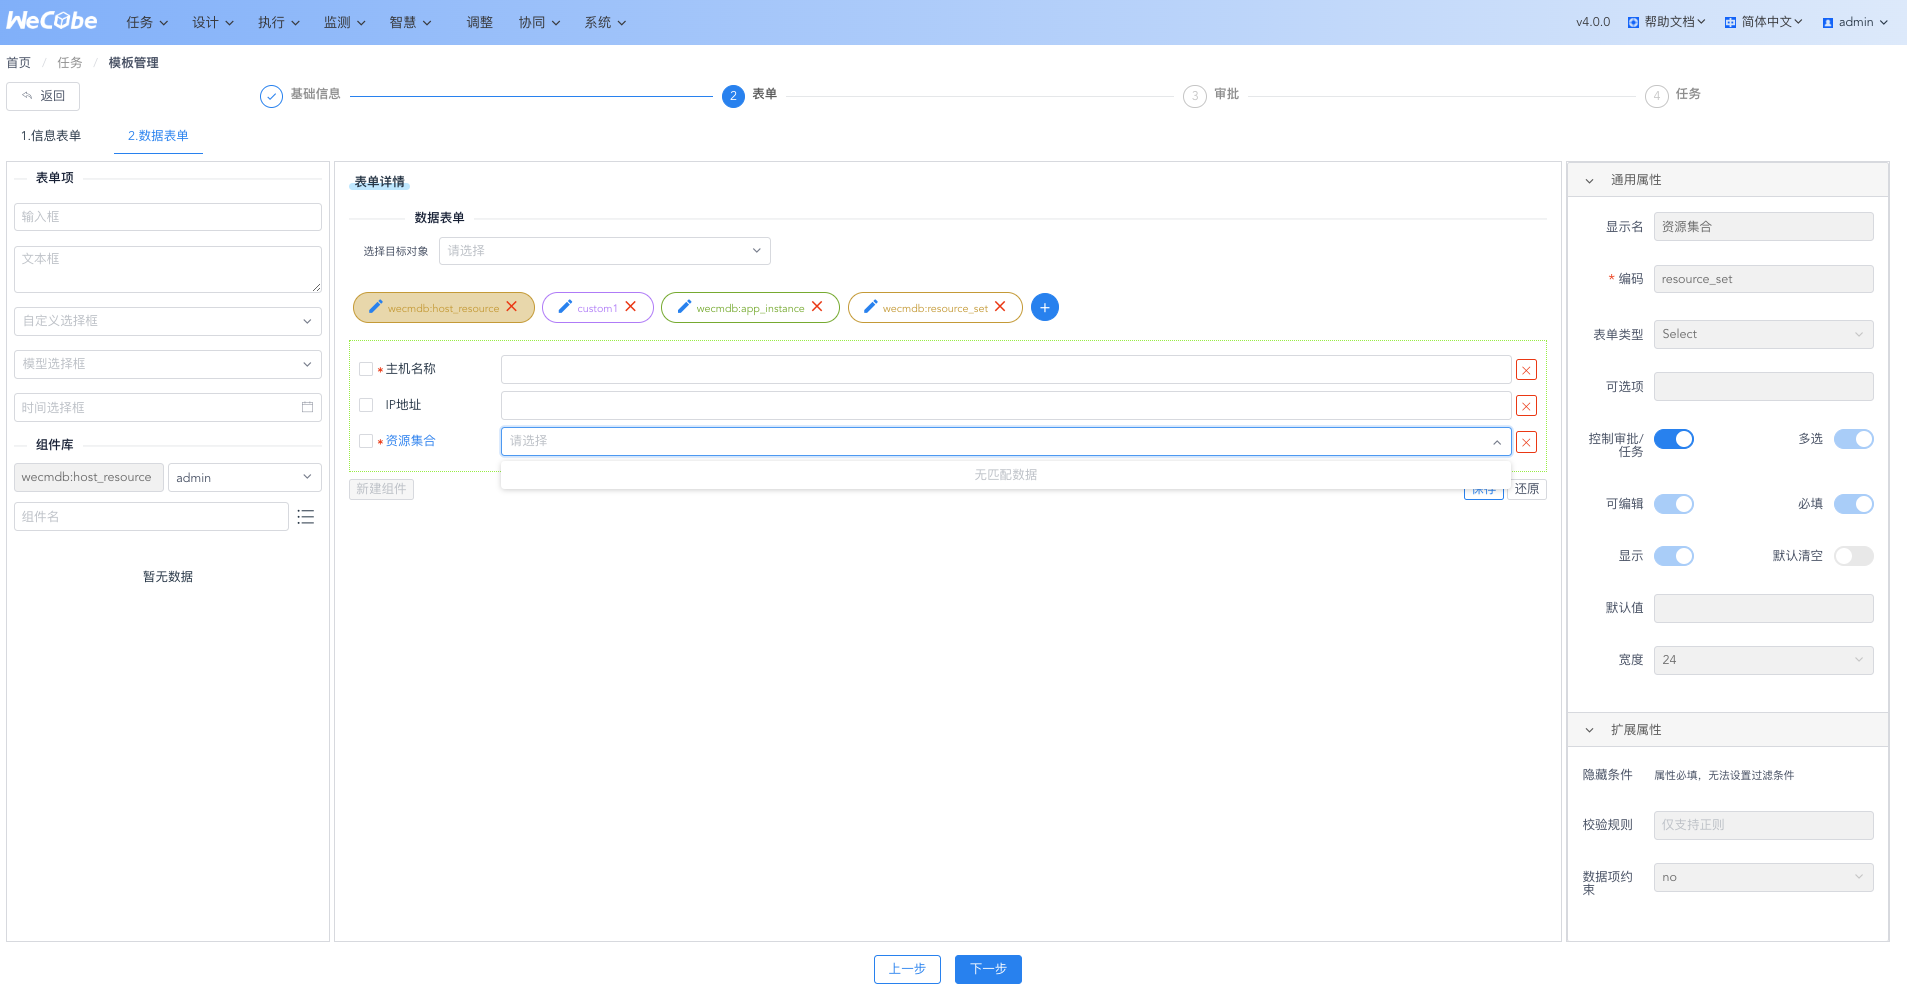 WeCube 任务 设计 执行 监测 智慧 调整 协同 系统 v4.0.0 帮助文档 简体中文 admin
首页 / 任务 / 模板管理
返回 基础信息 2 表单 3 审批 4 任务
1.信息表单 2.数据表单
表单项
输入框
文本框
自定义选择框
模型选择框
时间选择框
组件库
wecmdb:host_resource admin
组件名
暂无数据
表单详情
数据表单
选择目标对象 请选择
wecmdb:host_resource custom1 wecmdb:app_instance wecmdb:resource_set +
* 主机名称
IP地址
* 资源集合 请选择
无匹配数据
新建组件 保存 还原
通用属性
显示名 资源集合
* 编码 resource_set
表单类型 Select
可选项
控制审批/
任务 多选
可编辑 必填
显示 默认清空
默认值
宽度 24
扩展属性
隐藏条件 属性必填，无法设置过滤条件
校验规则 仅支持正则
数据项约
束 no
上一步 下一步